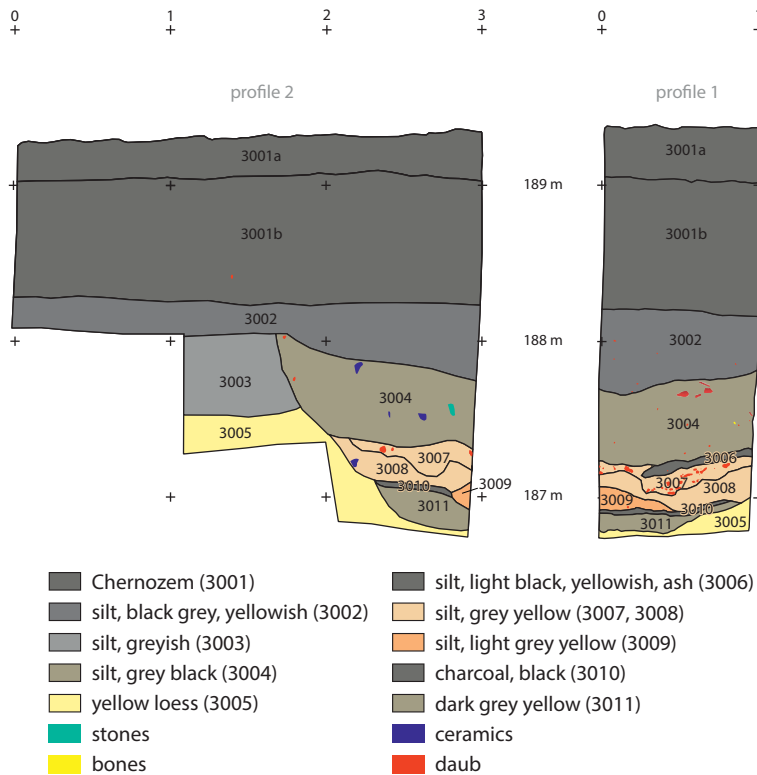 0 2 3 0 1
profile 2 profile 1
3001a 3001a
189 m
3001b 3001b
3002 3002
188 m
3003 3004 3004
3005
3007 3006
3008 3007 3008
3010 3009
187 m
3011 3009 3010
3011 3005
Chernozem (3001)
silt, black grey, yellowish (3002)
silt, greyish (3003)
silt, grey black (3004)
yellow loess (3005)
stones
bones
silt, light black, yellowish, ash (3006)
silt, grey yellow (3007, 3008)
silt, light grey yellow (3009)
charcoal, black (3010)
dark grey yellow (3011)
ceramics
daub